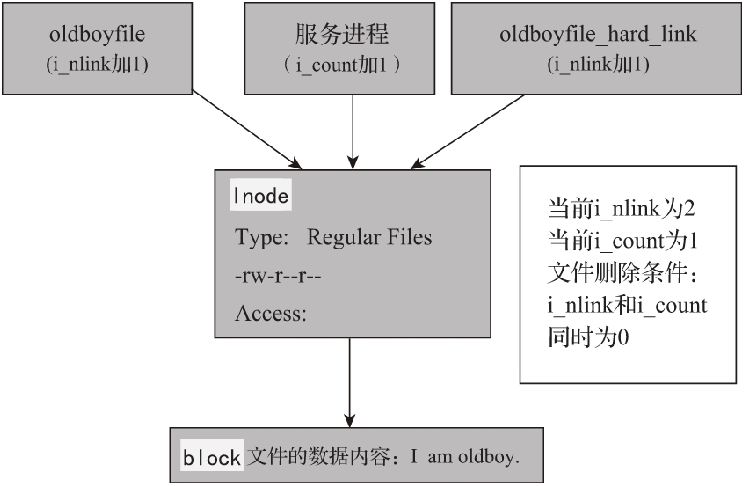 oldboyfile
(i_nlink加1)
服务进程
（i_count加1）
oldboyfile_hard_link
(i_nlink加1)
Inode
Type: Regular Files
-rw-r--r--
Access:
当前i_nlink为2
当前i_count为1
文件删除条件：
i_nlink和i_count
同时为0
block 文件的数据内容：I am oldboy.